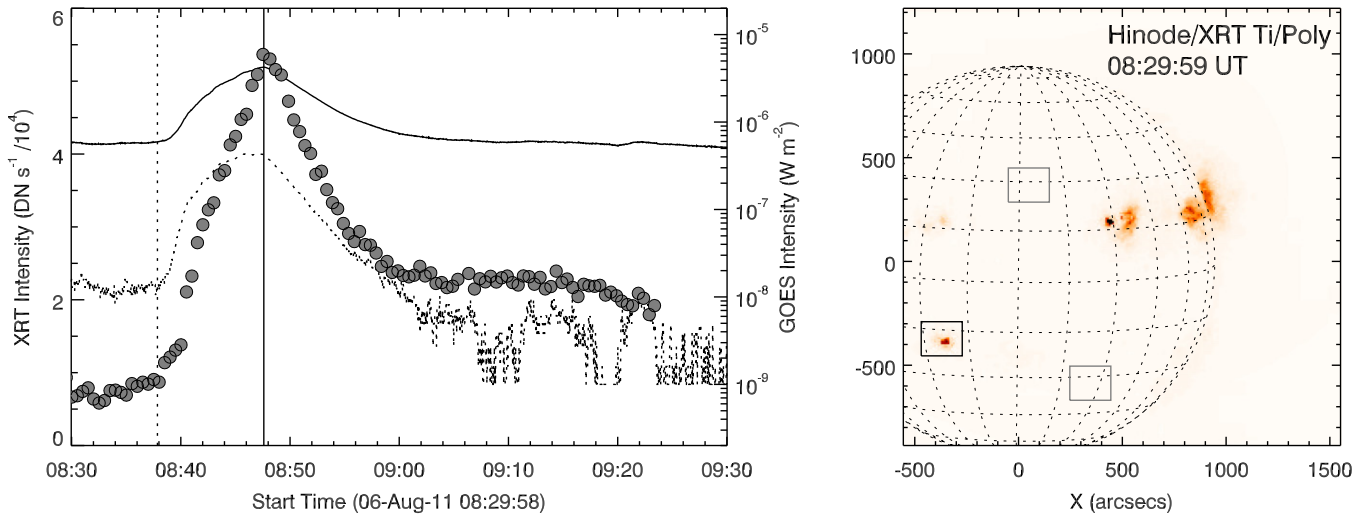 6
4
2
0
XRT Intensity (DN s⁻¹ /10⁴)
10⁻⁵
10⁻⁶
10⁻⁷
10⁻⁸
10⁻⁹
GOES Intensity (W m⁻²)
08:30 08:40 08:50 09:00 09:10 09:20 09:30
Start Time (06-Aug-11 08:29:58)
Hinode/XRT Ti/Poly
08:29:59 UT
1000
500
0
-500
-500 0 500 1000 1500
X (arcsecs)